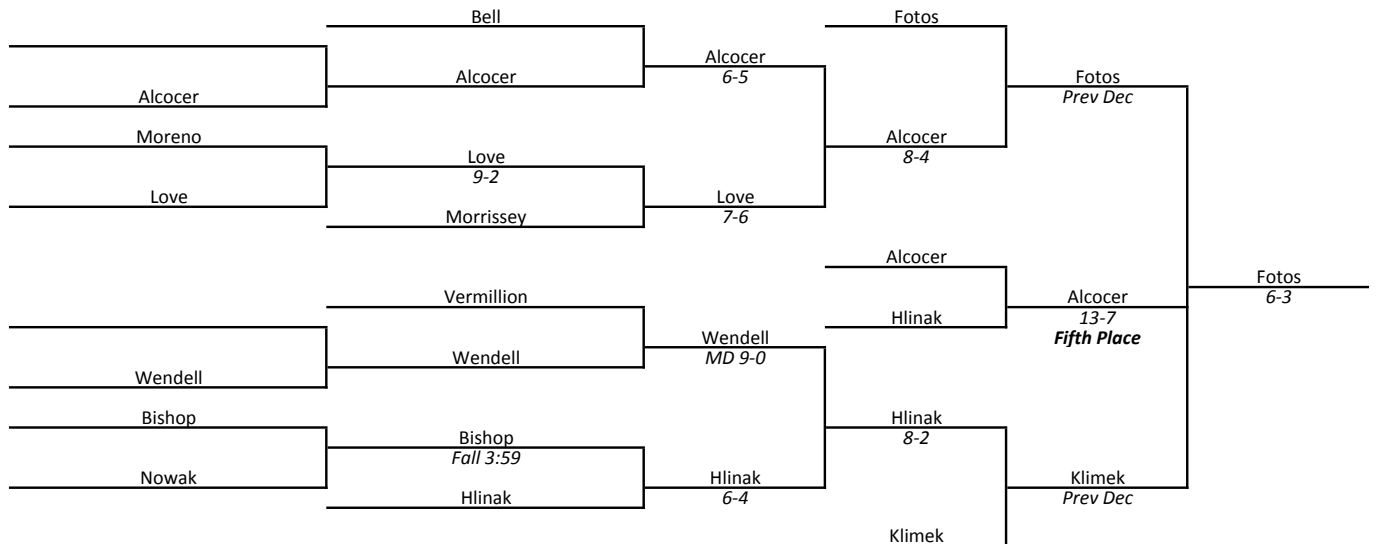 Bell
Fotos
Alcocer
6-5
Alcocer
Fotos
Prev Dec
Alcocer
Moreno
Alcocer
8-4
Love
9-2
Love
Love
7-6
Morrissey
Alcocer
Fotos
6-3
Vermillion
Alcocer
13-7
Fifth Place
Hlinak
Wendell
MD 9-0
Wendell
Wendell
Bishop
Hlinak
8-2
Bishop
Fall 3:59
Nowak
Hlinak
6-4
Klimek
Prev Dec
Hlinak
Klimek